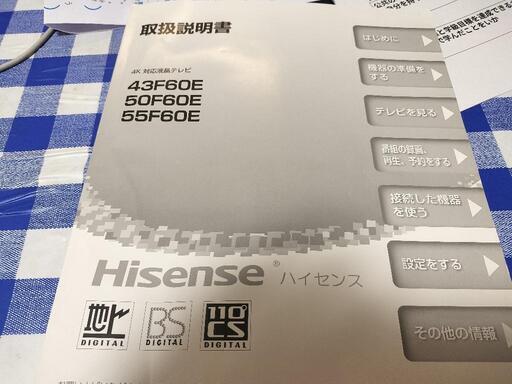 取扱説明書
4K 対応液晶テレビ
43F60E
50F60E
55F60E
はじめに
機器の準備を
する
テレビを見る
番組の録画、
再生、予約をする
接続した機器
を使う
設定をする
その他の情報
Hisense® ハイセンス
地上
DIGITAL
BS
DIGITAL
110°
CS
DIGITAL